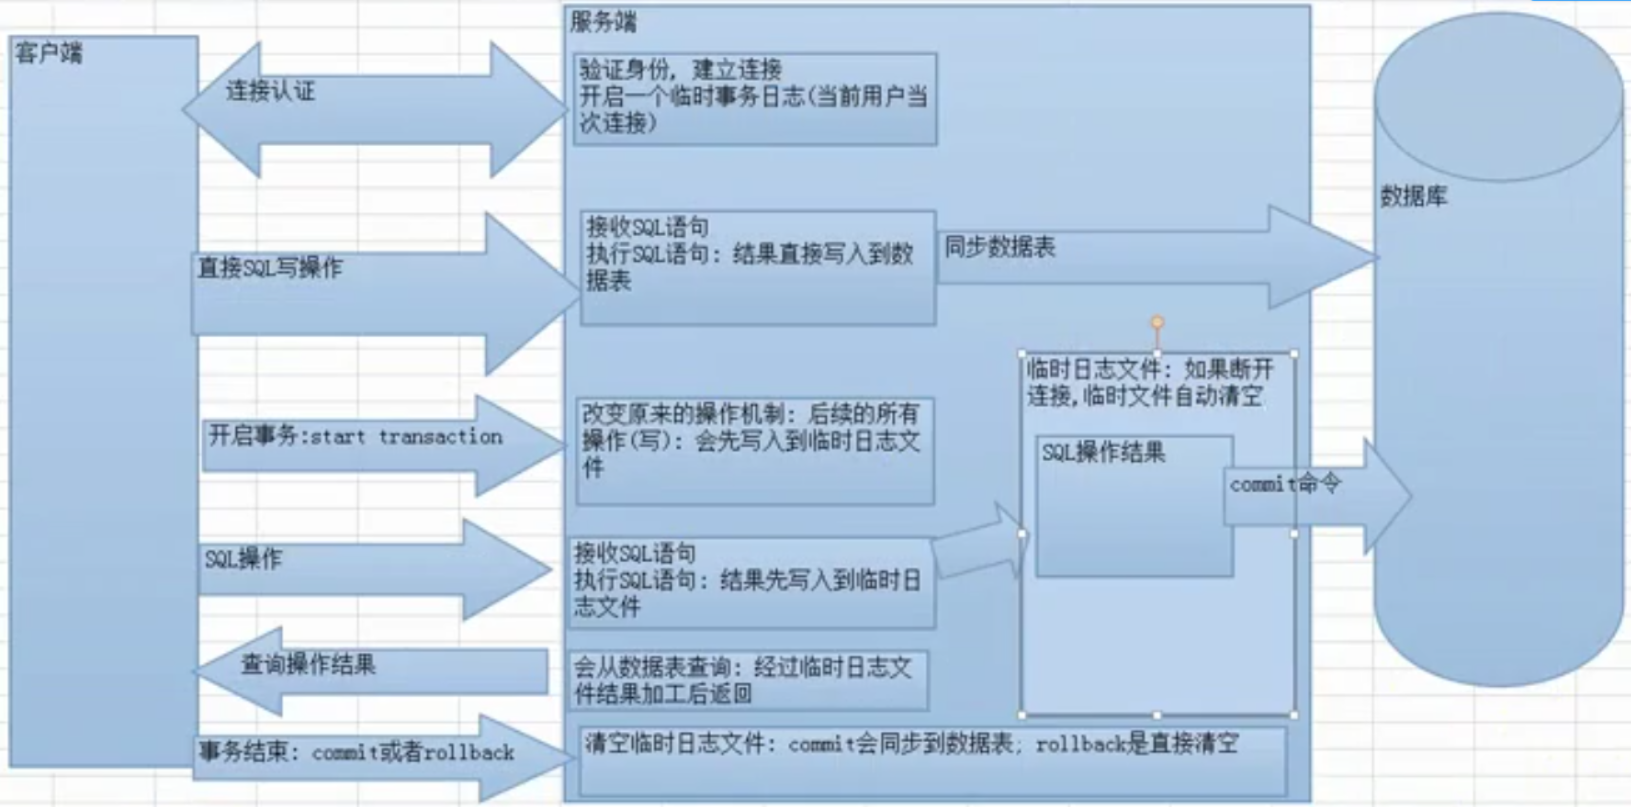 客户端
服务端
连接认证
验证身份, 建立连接
开启一个临时事务日志(当前用户当
次连接)
数据库
直接SQL写操作
接收SQL语句
执行SQL语句: 结果直接写入到数
据表
同步数据表
开启事务:start transaction
改变原来的操作机制: 后续的所有
操作(写): 会先写入到临时日志文
件
临时日志文件: 如果断开
连接,临时文件自动清空
SQL操作结果
commit命令
SQL操作
接收SQL语句
执行SQL语句: 结果先写入到临时日
志文件
查询操作结果
会从数据表查询: 经过临时日志文
件结果加工后返回
事务结束: commit或者rollback
清空临时日志文件: commit会同步到数据表; rollback是直接清空